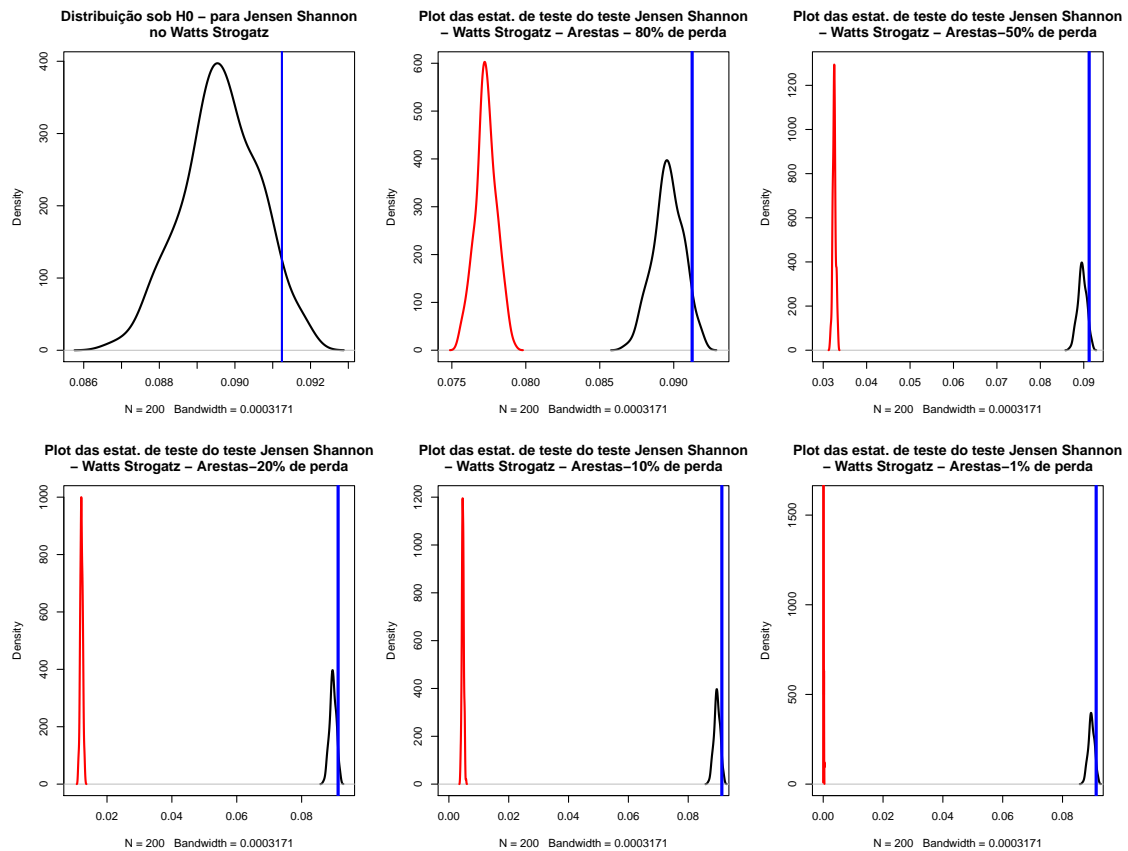 Distribuição sob H0 − para Jensen Shannon
no Watts Strogatz
Density
0
100
200
300
400
0.086
0.088
0.090
0.092
N = 200   Bandwidth = 0.0003171
Plot das estat. de teste do teste Jensen Shannon
− Watts Strogatz − Arestas − 80% de perda
Density
0
100
200
300
400
500
600
0.075
0.080
0.085
0.090
N = 200   Bandwidth = 0.0003171
Plot das estat. de teste do teste Jensen Shannon
− Watts Strogatz − Arestas−50% de perda
Density
0
200
400
600
800
1000
1200
0.03
0.04
0.05
0.06
0.07
0.08
0.09
N = 200   Bandwidth = 0.0003171
Plot das estat. de teste do teste Jensen Shannon
− Watts Strogatz − Arestas−20% de perda
Density
0
200
400
600
800
1000
0.02
0.04
0.06
0.08
N = 200   Bandwidth = 0.0003171
Plot das estat. de teste do teste Jensen Shannon
− Watts Strogatz − Arestas−10% de perda
Density
0
200
400
600
800
1000
1200
0.00
0.02
0.04
0.06
0.08
N = 200   Bandwidth = 0.0003171
Plot das estat. de teste do teste Jensen Shannon
− Watts Strogatz − Arestas−1% de perda
Density
0
500
1000
1500
0.00
0.02
0.04
0.06
0.08
N = 200   Bandwidth = 0.0003171